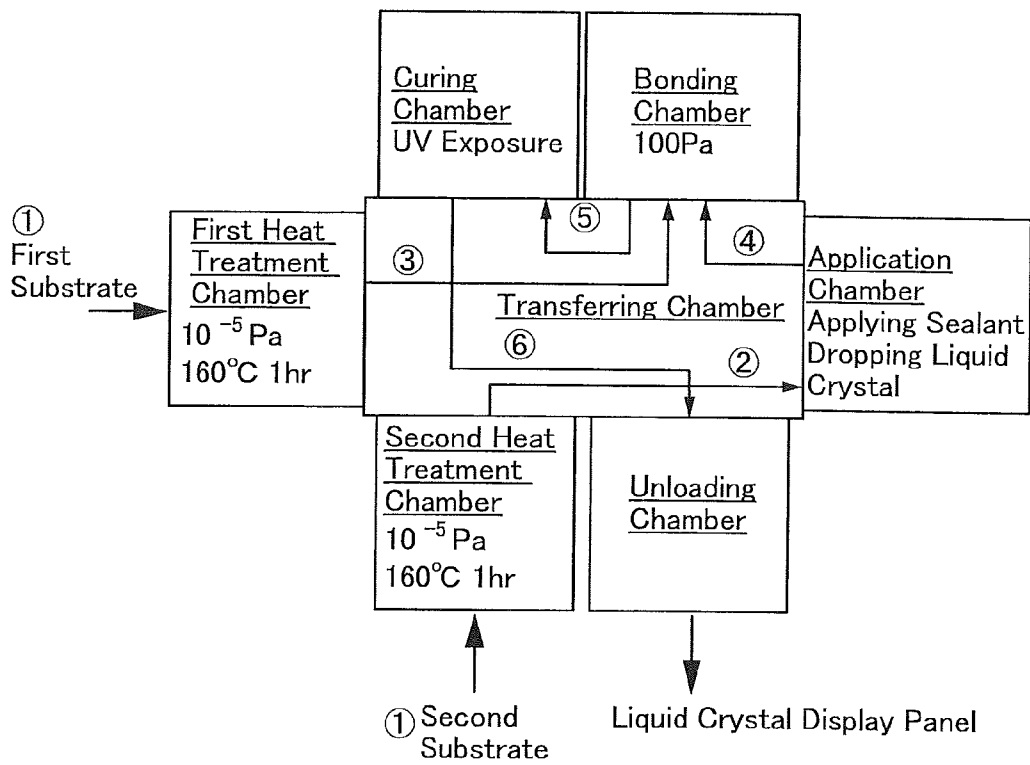 Curing
Chamber
UV Exposure
Bonding
Chamber
100Pa
①
First
Substrate
First Heat
Treatment
Chamber
10 ⁻⁵ Pa
160°C 1hr
③
⑤
④
Transferring Chamber
⑥
②
Application
Chamber
Applying Sealant
Dropping Liquid
Crystal
Second Heat
Treatment
Chamber
10 ⁻⁵ Pa
160°C 1hr
Unloading
Chamber
① Second
Substrate
Liquid Crystal Display Panel